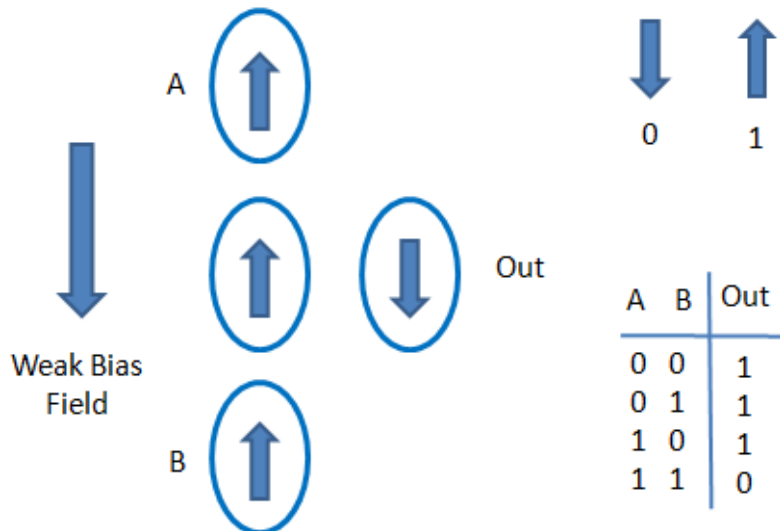 A
0 1
Out
Weak Bias
Field
B
A B Out
0 0 1
0 1 1
1 0 1
1 1 0